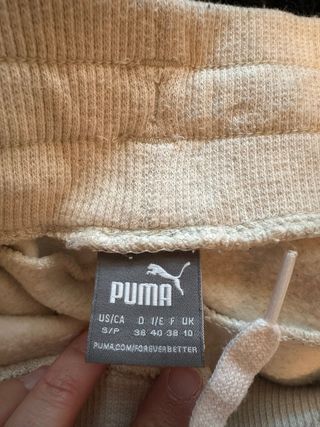 PUMA
US/CA D I/E F UK
S/P 36 40 38 10
PUMA.COM/FOREVERBETTER